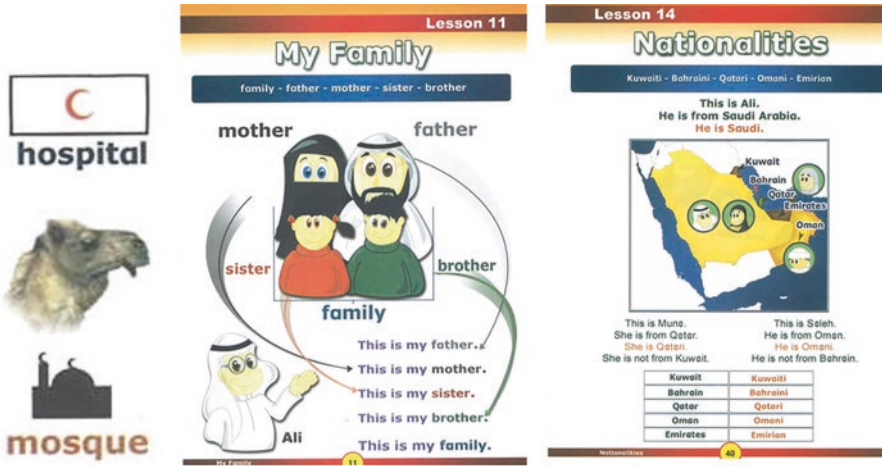 hospital
mosque
Lesson 11
My Family
family - father - mother - sister - brother
mother
father
sister
brother
family
This is my father.
This is my mother.
This is my sister.
This is my brother.
This is my family.
Ali
My Family
11
Lesson 14
Nationalities
Kuwaiti - Bahraini - Qatari - Omani - Emirian
This is Ali.
He is from Saudi Arabia.
He is Saudi.
Kuwait
Bahrain
Qatar
Emirates
Oman
This is Muna.
She is from Qatar.
She is Qatari.
She is not from Kuwait.
This is Saleh.
He is from Oman.
He is Omani.
He is not from Bahrain.
Kuwait Kuwaiti
Bahrain Bahraini
Qatar Qatari
Oman Omani
Emirates Emirian
Nationalities
40